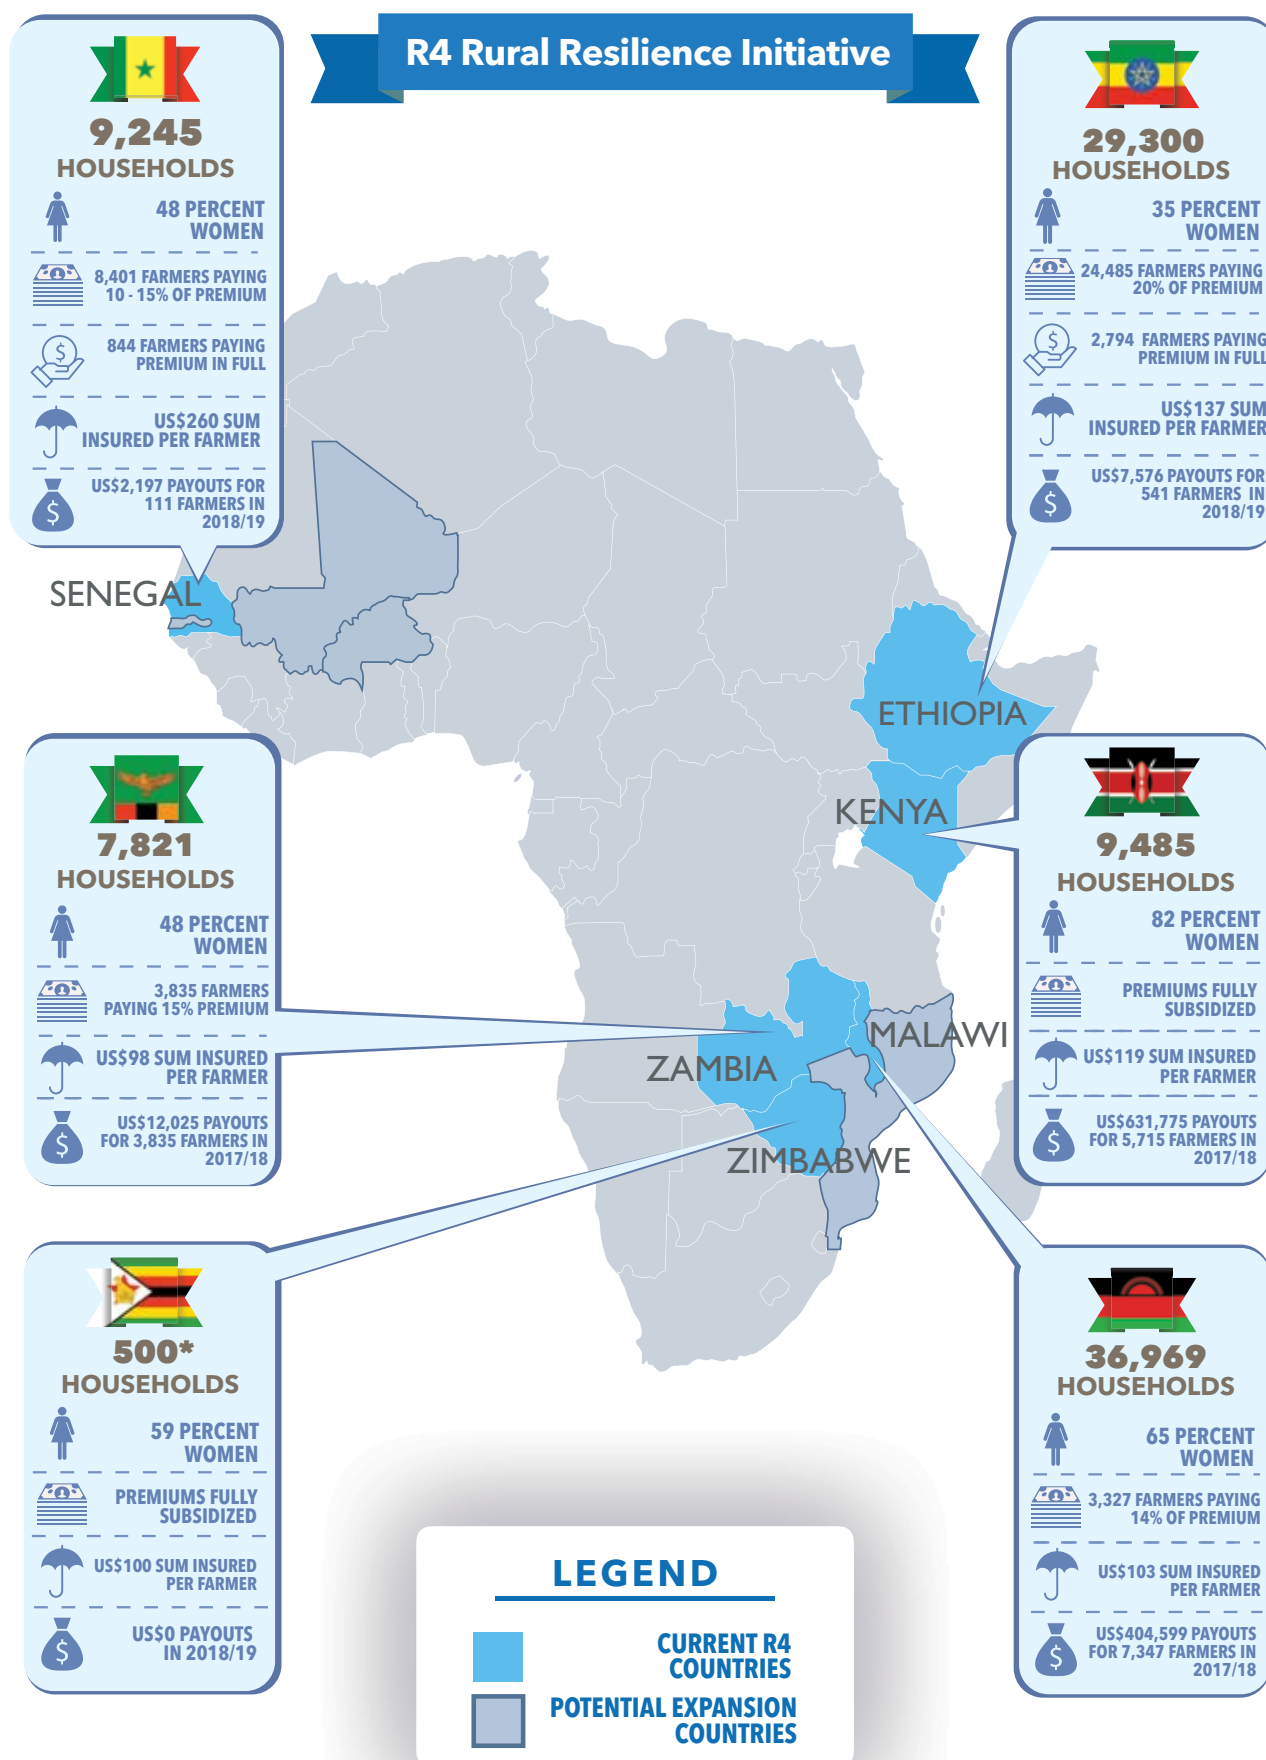 R4 Rural Resilience Initiative
9,245
HOUSEHOLDS
48 PERCENT
WOMEN
8,401 FARMERS PAYING
10 - 15% OF PREMIUM
844 FARMERS PAYING
PREMIUM IN FULL
US$260 SUM
INSURED PER FARMER
US$2,197 PAYOUTS FOR
111 FARMERS IN
2018/19
29,300
HOUSEHOLDS
35 PERCENT
WOMEN
24,485 FARMERS PAYING
20% OF PREMIUM
2,794 FARMERS PAYING
PREMIUM IN FULL
US$137 SUM
INSURED PER FARMER
US$7,576 PAYOUTS FOR
541 FARMERS IN
2018/19
SENEGAL
ETHIOPIA
KENYA
MALAWI
ZAMBIA
ZIMBABWE
7,821
HOUSEHOLDS
48 PERCENT
WOMEN
3,835 FARMERS
PAYING 15% PREMIUM
US$98 SUM INSURED
PER FARMER
US$12,025 PAYOUTS
FOR 3,835 FARMERS IN
2017/18
9,485
HOUSEHOLDS
82 PERCENT
WOMEN
PREMIUMS FULLY
SUBSIDIZED
US$119 SUM INSURED
PER FARMER
US$631,775 PAYOUTS
FOR 5,715 FARMERS IN
2017/18
500*
HOUSEHOLDS
59 PERCENT
WOMEN
PREMIUMS FULLY
SUBSIDIZED
US$100 SUM INSURED
PER FARMER
US$0 PAYOUTS
IN 2018/19
36,969
HOUSEHOLDS
65 PERCENT
WOMEN
3,327 FARMERS PAYING
14% OF PREMIUM
US$103 SUM INSURED
PER FARMER
US$404,599 PAYOUTS
FOR 7,347 FARMERS IN
2017/18
LEGEND
CURRENT R4
COUNTRIES
POTENTIAL EXPANSION
COUNTRIES